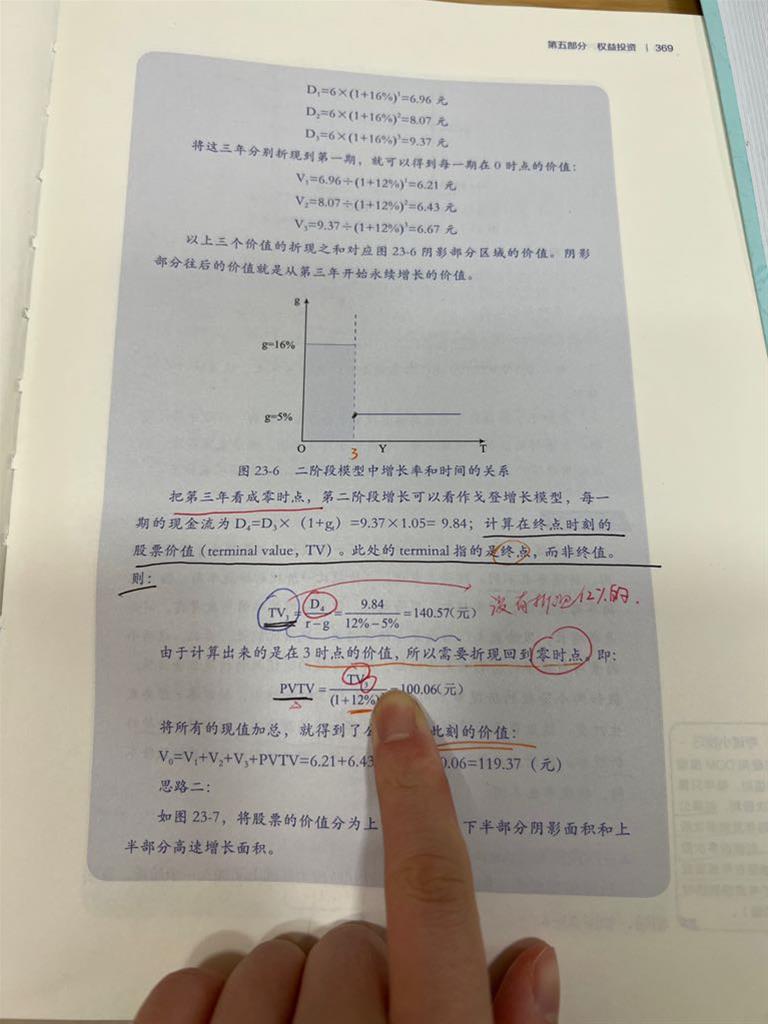 第五部分 权益投资 | 369
D₁=6×(1+16%)¹=6.96 元
D₂=6×(1+16%)²=8.07 元
D₃=6×(1+16%)³=9.37 元
将这三年分别折现到第一期，就可以得到每一期在 0 时点的价值：
V₁=6.96÷(1+12%)¹=6.21 元
V₂=8.07÷(1+12%)²=6.43 元
V₃=9.37÷(1+12%)³=6.67 元
以上三个价值的折现之和对应图 23-6 阴影部分区域的价值。阴影
部分往后的价值就是从第三年开始永续增长的价值。
g
g=16%
g=5%
O 3 Y T
图 23-6 二阶段模型中增长率和时间的关系
把第三年看成零时点，第二阶段增长可以看作戈登增长模型，每一
期的现金流为 D₄=D₃×（1+g）=9.37×1.05= 9.84；计算在终点时刻的
股票价值（terminal value，TV）。此处的 terminal 指的是终点，而非终值。
则：
TV₃=D₄/(r-g)=9.84/(12%-5%)=140.57(元) 没有折现12%的.
由于计算出来的是在 3 时点的价值，所以需要折现回到零时点，即：
PVTV=TV₃/(1+12%) =100.06(元)
将所有的现值加总，就得到了 此刻的价值：
V₀=V₁+V₂+V₃+PVTV=6.21+6.43 0.06=119.37（元）
思路二：
如图 23-7，将股票的价值分为上 下半部分阴影面积和上
半部分高速增长面积。